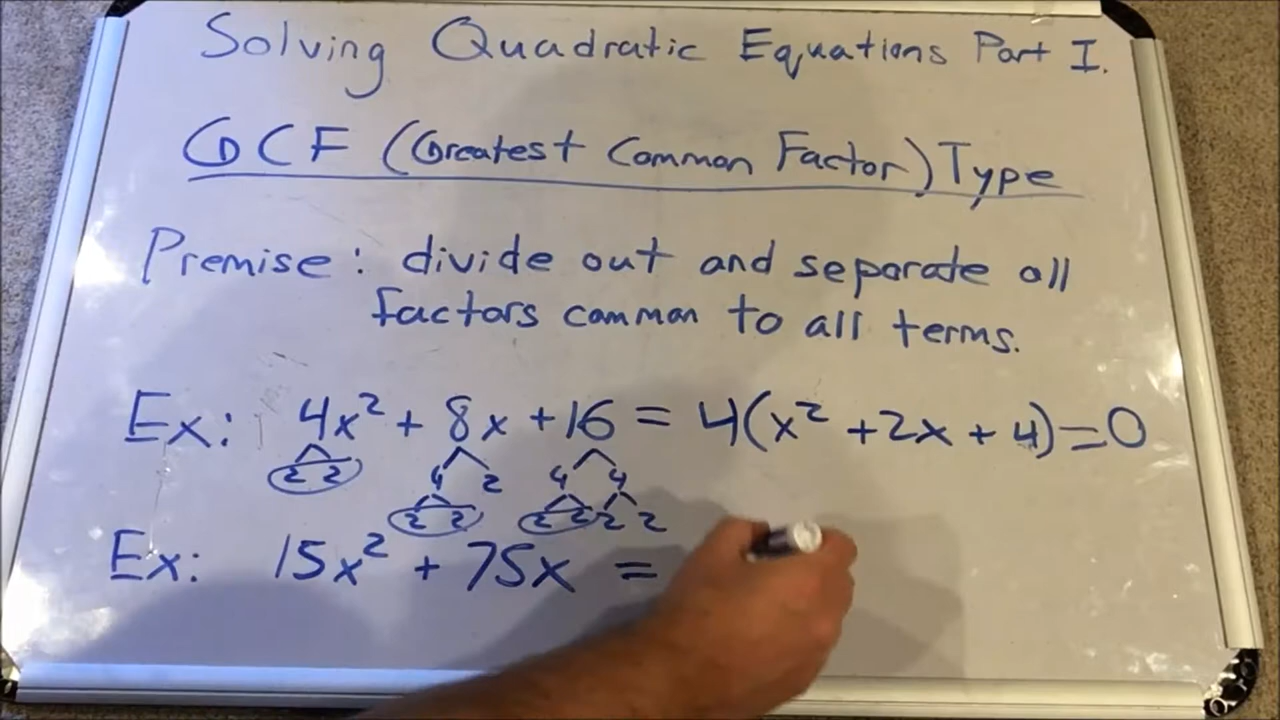 Solving Quadratic Equations Part I.
GCF (Greatest Common Factor) Type
Premise: divide out and separate all
factors common to all terms.
Ex: 4x² + 8x + 16 = 4(x² + 2x + 4) = 0
2 2 4 2 4 4
2 2 2 2 2 2
Ex: 15x² + 75x =